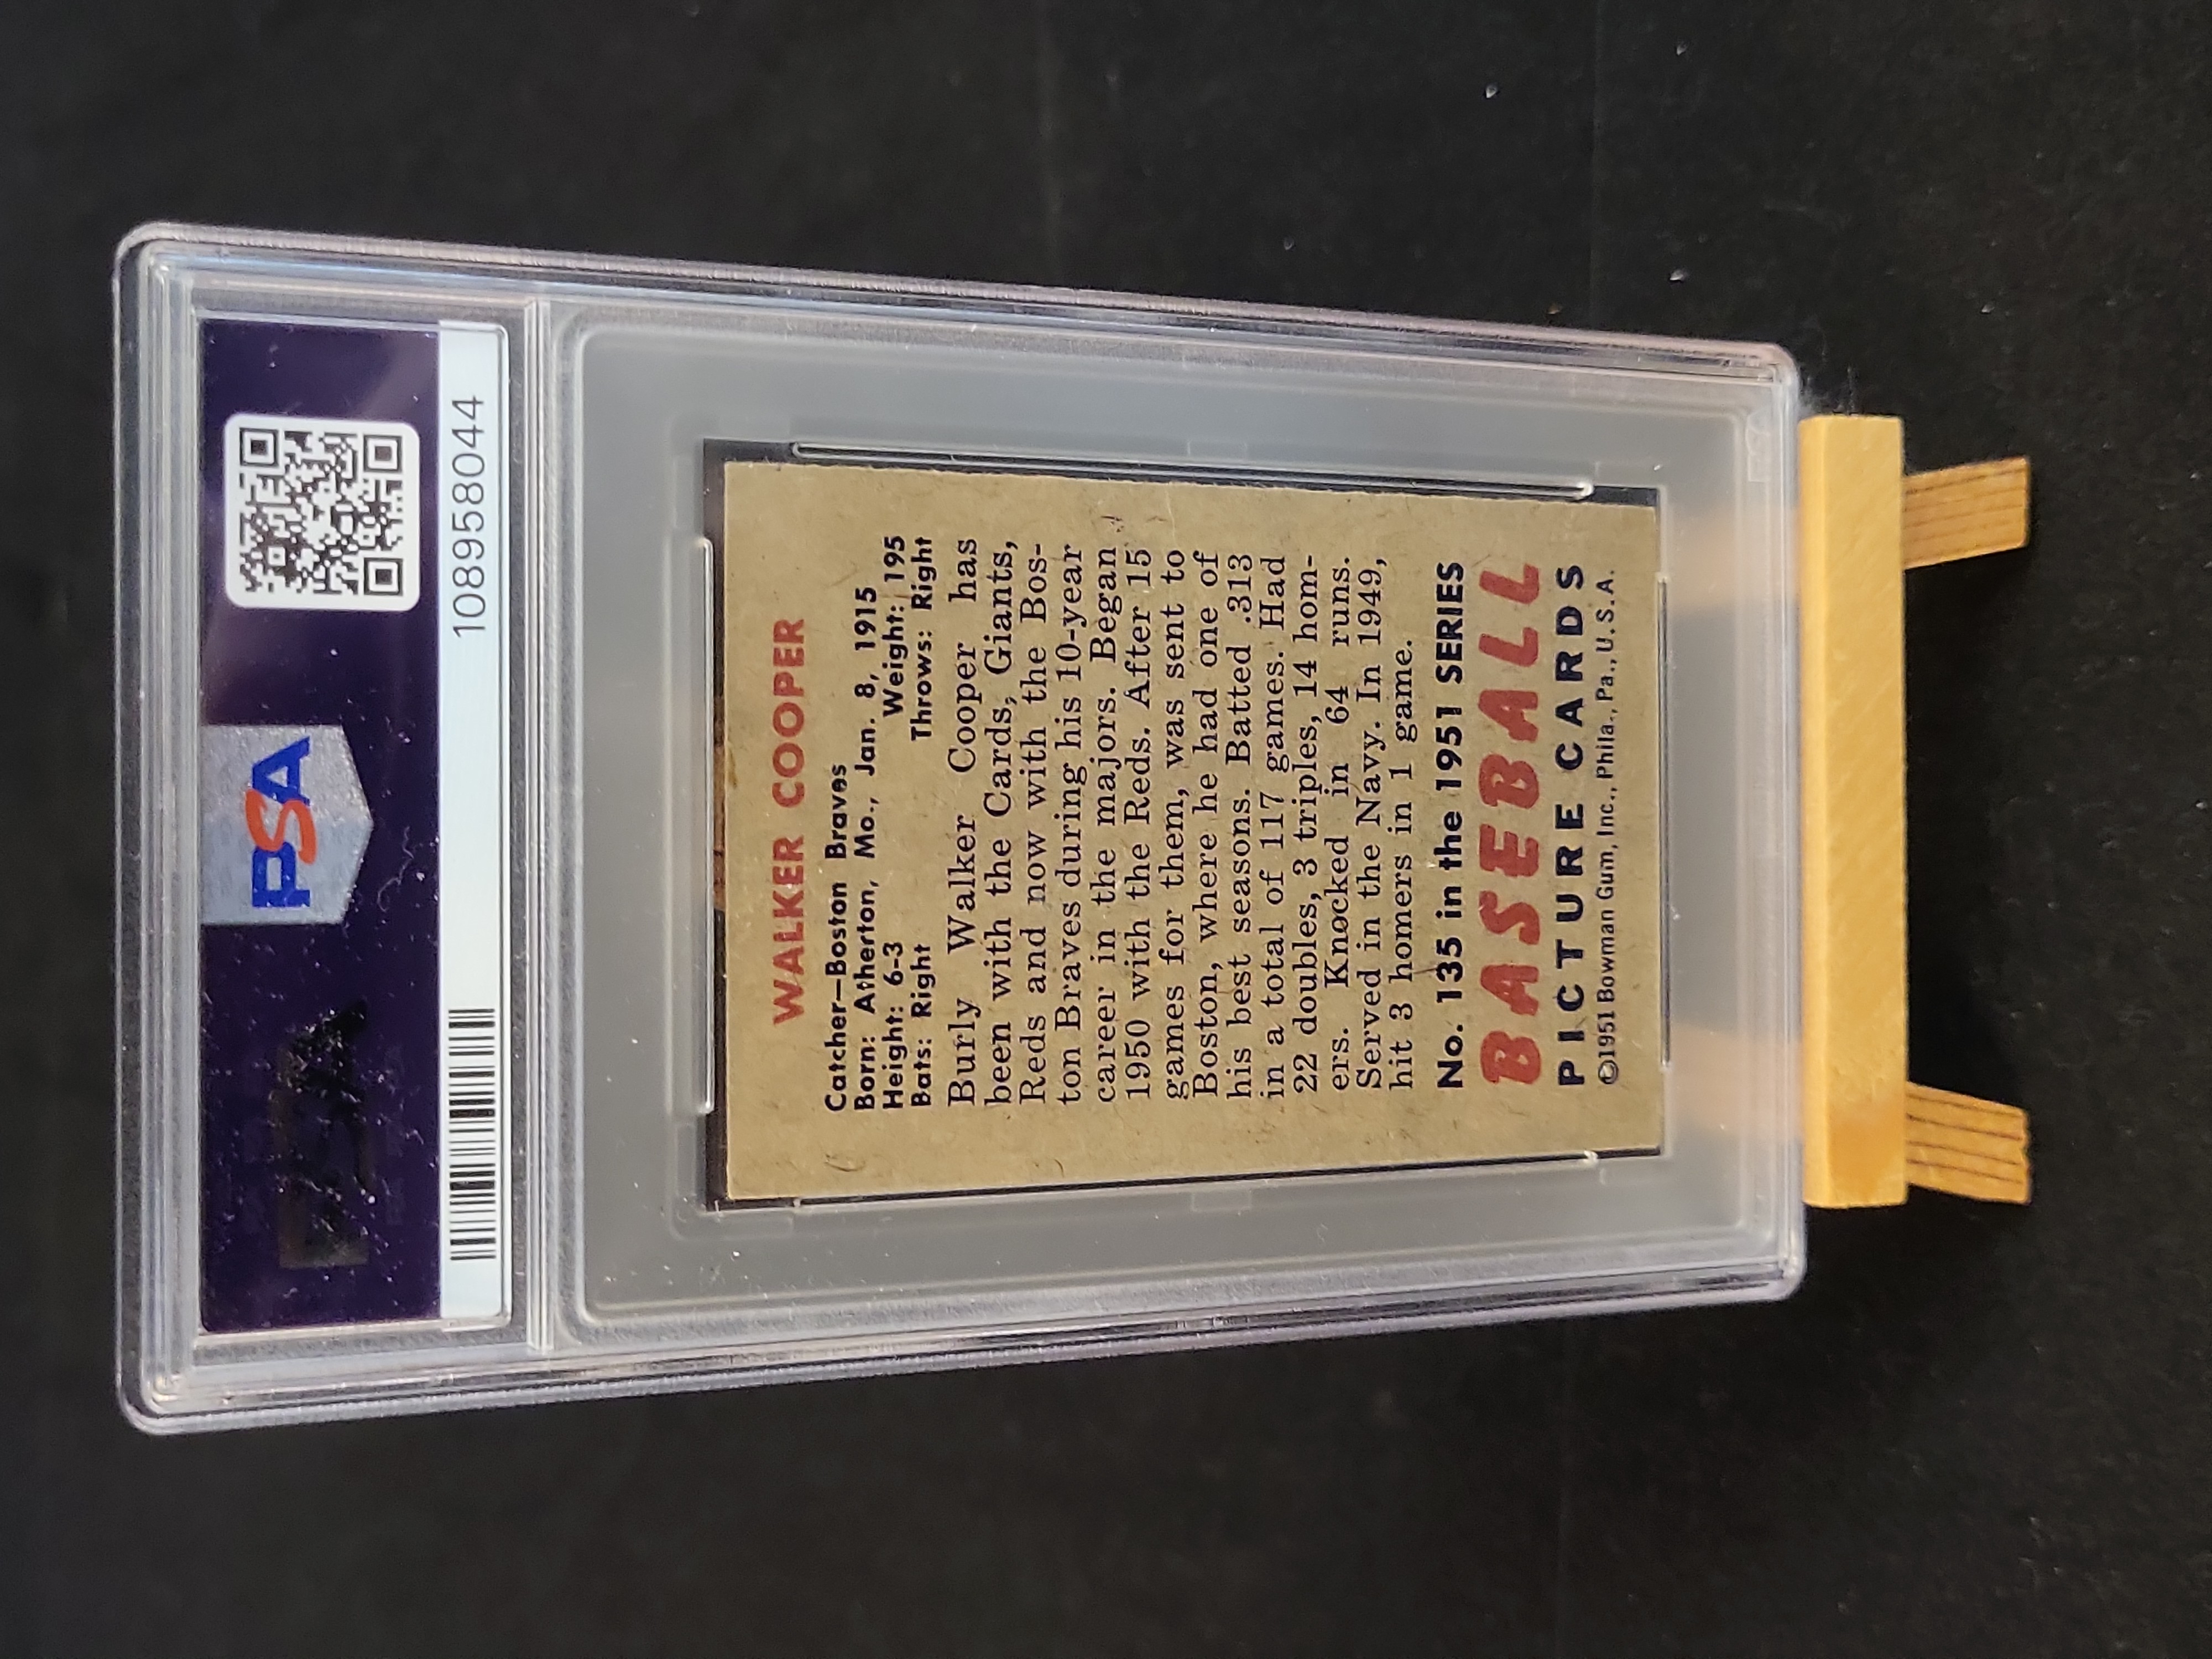 PSA
108958044
WALKER COOPER
Catcher—Boston Braves
Born: Atherton, Mo., Jan. 8, 1915
Height: 6-3 Weight: 195
Bats: Right Throws: Right
Burly Walker Cooper has
been with the Cards, Giants,
Reds and now with the Bos-
ton Braves during his 10-year
career in the majors. Began
1950 with the Reds. After 15
games for them, was sent to
Boston, where he had one of
his best seasons. Batted .313
in a total of 117 games. Had
22 doubles, 3 triples, 14 hom-
ers. Knocked in 64 runs.
Served in the Navy. In 1949,
hit 3 homers in 1 game.
No. 135 in the 1951 SERIES
BASEBALL
PICTURE CARDS
©1951 Bowman Gum, Inc., Phila., Pa., U.S.A.